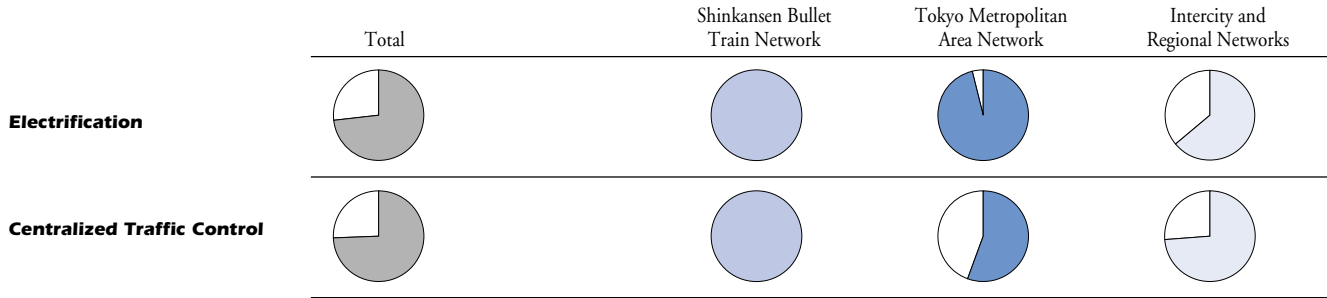 Total
Shinkansen Bullet
Train Network
Tokyo Metropolitan
Area Network
Intercity and
Regional Networks
Electrification
Centralized Traffic Control